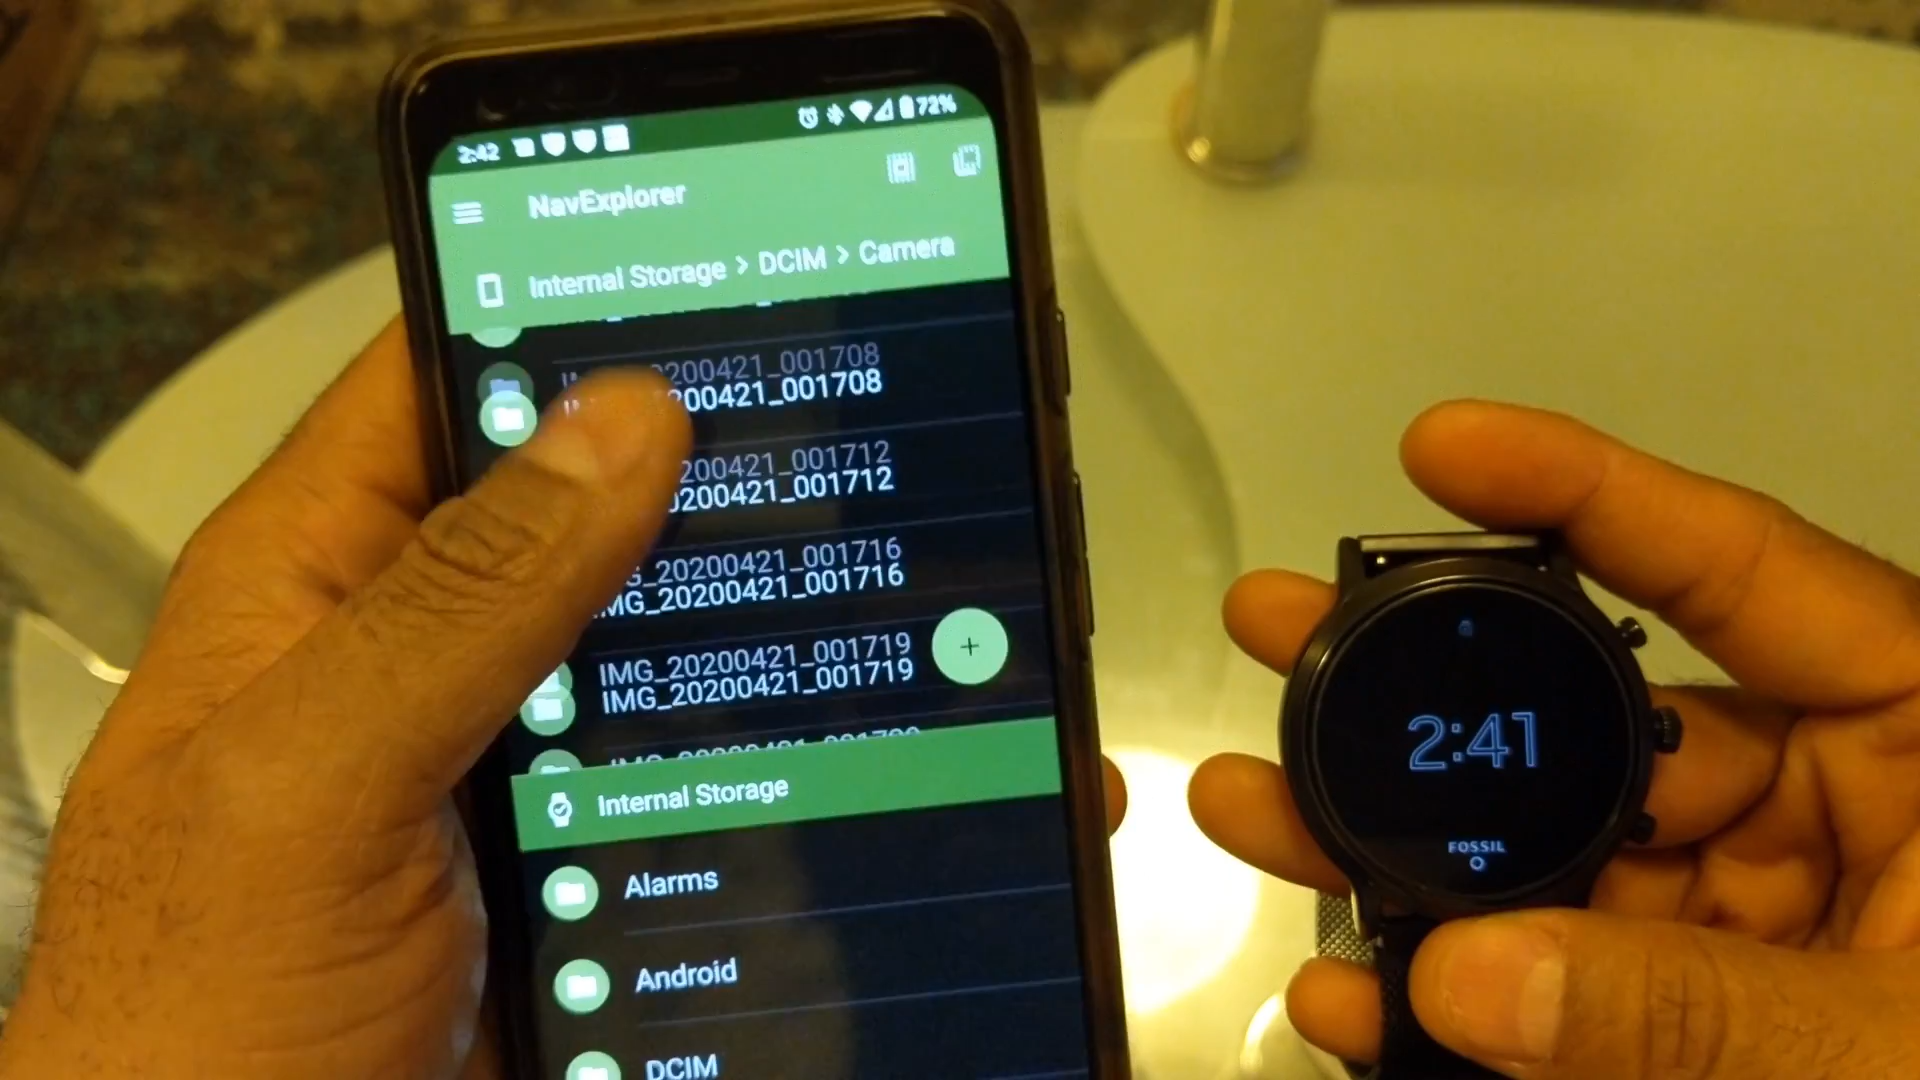 2:42
72%
NavExplorer
Internal Storage > DCIM > Camera
200421_001708
200421_001708
200421_001712
200421_001712
G_20200421_001716
IMG_20200421_001716
IMG_20200421_001719
IMG_20200421_001719
Internal Storage
Alarms
Android
DCIM
2:41
FOSSIL